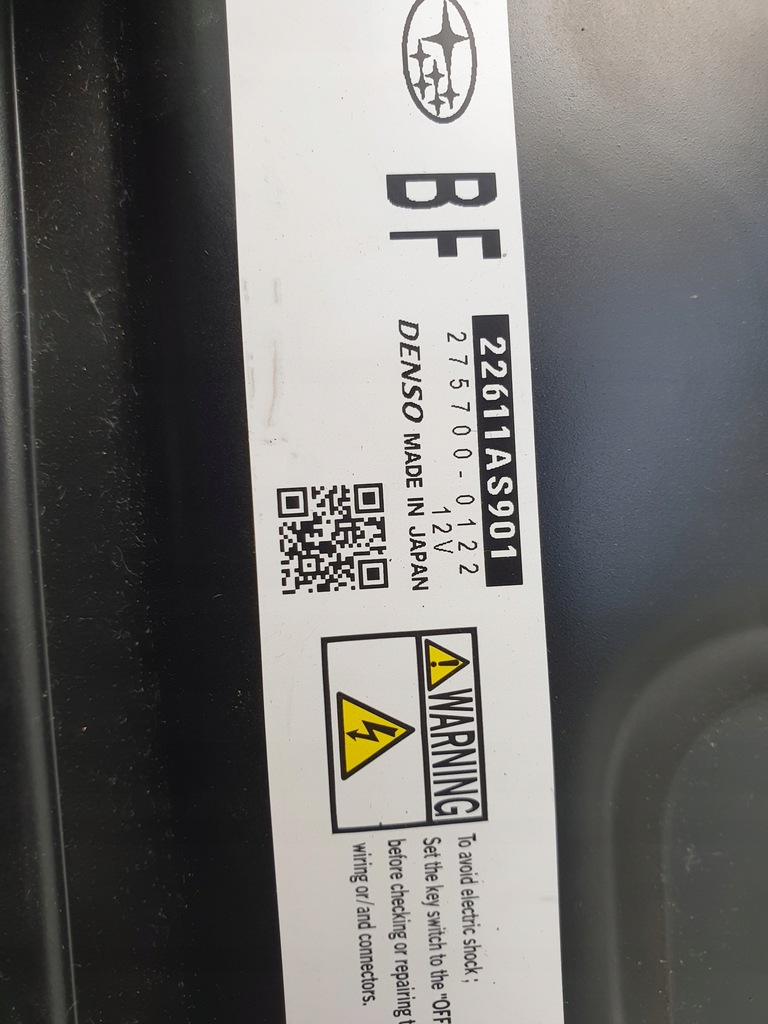 BF
22611AS901
275700-0122
12V
DENSO MADE IN JAPAN
WARNING
To avoid electric shock;
Set the key switch to the "OFF
before checking or repairing t
wiring or/and connectors.